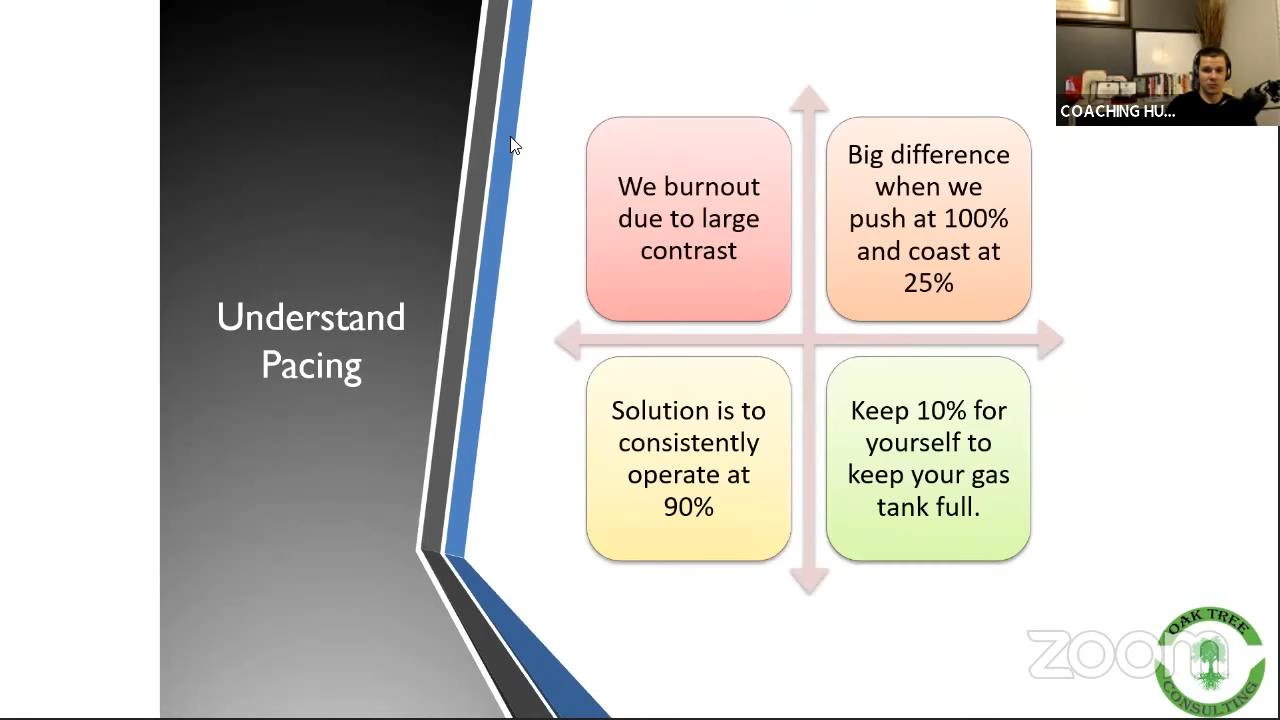 COACHING HU...
Understand
Pacing
We burnout
due to large
contrast
Big difference
when we
push at 100%
and coast at
25%
Solution is to
consistently
operate at
90%
Keep 10% for
yourself to
keep your gas
tank full.
zoom
OAK TREE
CONSULTING